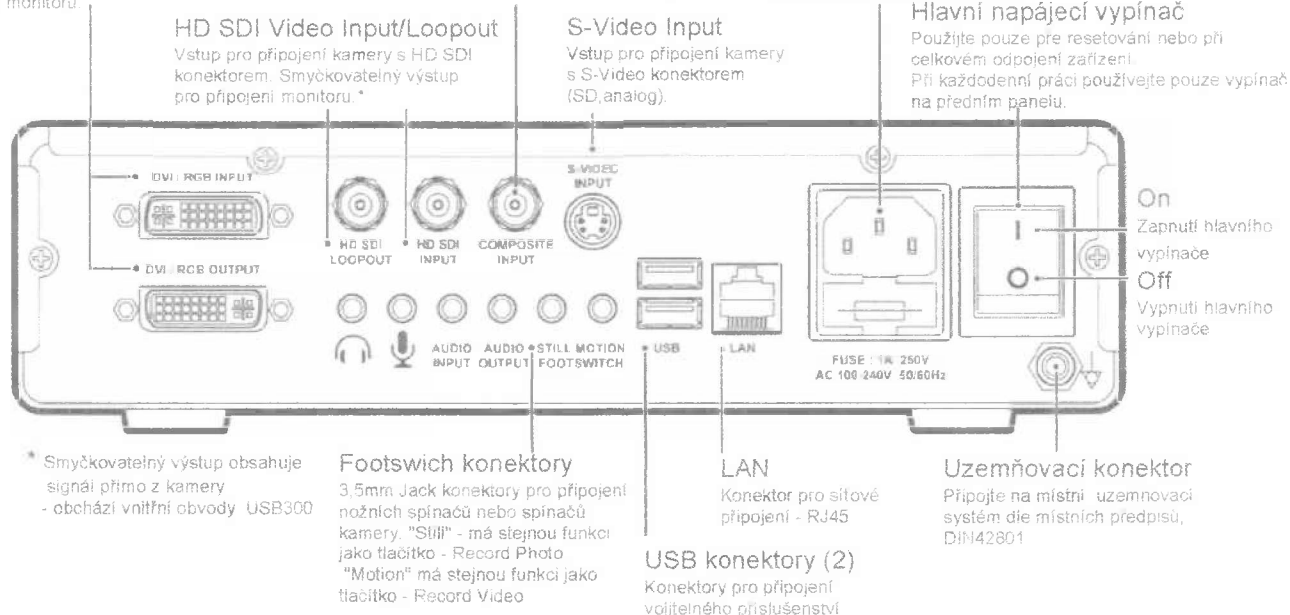 monitoru.
HD SDI Video Input/Loopout
Vstup pro připojení kamery s HD SDI
konektorem. Smyčkovatelný výstup
pro připojení monitoru.*
S-Video Input
Vstup pro připojení kamery
s S-Video konektorem
(SD,analog).
Hlavní napájecí vypínač
Použijte pouze pre resetování nebo při
celkovém odpojení zařízení.
Při každodenní práci používejte pouze vypínač
na předním panelu.
DVI / RGB INPUT
DVI / RGB OUTPUT
HD SDI
LOOPOUT
HD SDI
INPUT
COMPOSITE
INPUT
S-VIDEO
INPUT
AUDIO
INPUT
AUDIO
OUTPUT
STILL MOTION
FOOTSWITCH
USB
LAN
FUSE : 1A 250V
AC 100-240V 50/60Hz
On
Zapnutí hlavního
vypínače
Off
Vypnutí hlavního
vypínače
* Smyčkovatelný výstup obsahuje
signál přímo z kamery
- obchází vnitřní obvody USB300
Footswich konektory
3,5mm Jack konektory pro připojení
nožních spínačů nebo spínačů
kamery. "Still" - má stejnou funkci
jako tlačítko - Record Photo
"Motion" má stejnou funkci jako
tlačítko - Record Video
LAN
Konektor pro síťové
připojení - RJ45
USB konektory (2)
Konektory pro připojení
volitelného příslušenství
Uzemňovací konektor
Připojte na místní uzemnovací
systém dle místních předpisů,
DIN42801